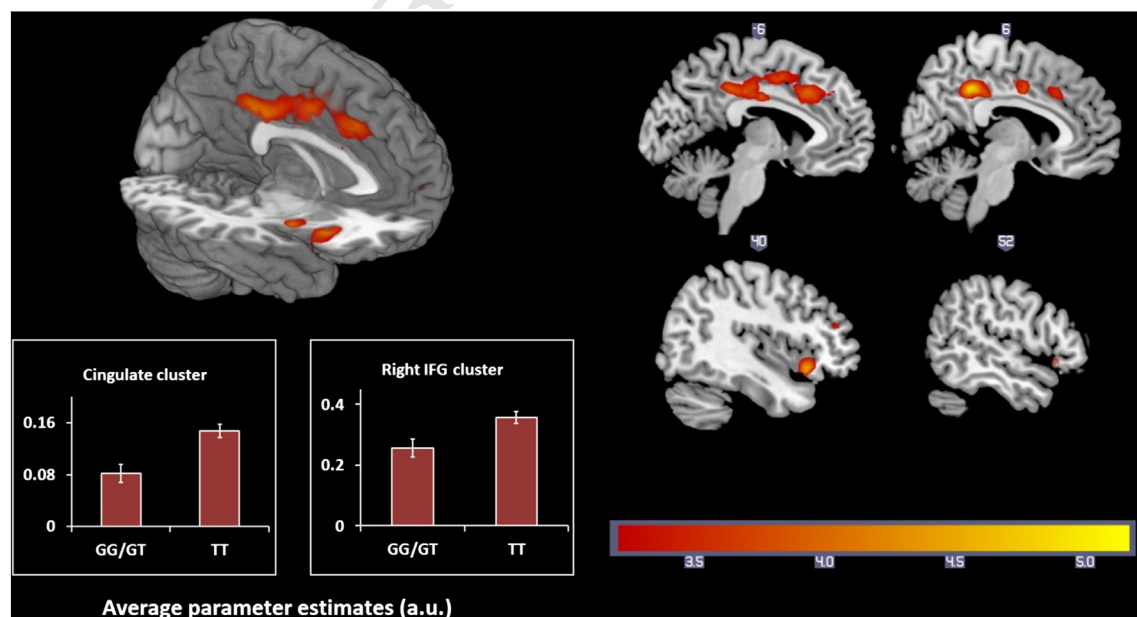 -6
6
40
52
Cingulate cluster
0.16
0.08
0
GG/GT
TT
Right IFG cluster
0.4
0.2
0
GG/GT
TT
3.5
4.0
4.5
5.0
Average parameter estimates (a.u.)